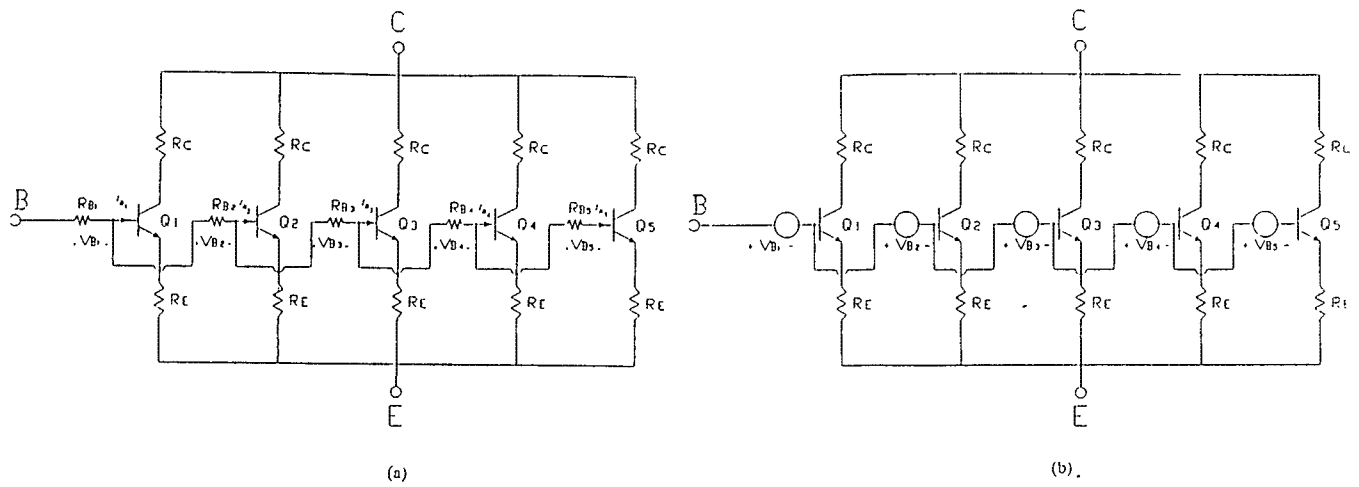 C
C
RC
RC
RC
RC
RC
RC
RC
RC
RC
B
RB1
Q1
RB2
Q2
RB3
Q3
RB4
Q4
RB5
Q5
+ VB1 -
+ VB2 -
+ VB3 -
+ VB4 -
+ VB5 -
B
Q1
Q2
Q3
Q4
Q5
+ VB1 -
+ VB2 -
+ VB3 -
+ VB4 -
+ VB5 -
RE
RE
RE
RE
RE
RE
RE
RE
RE
E
E
(a)
(b)